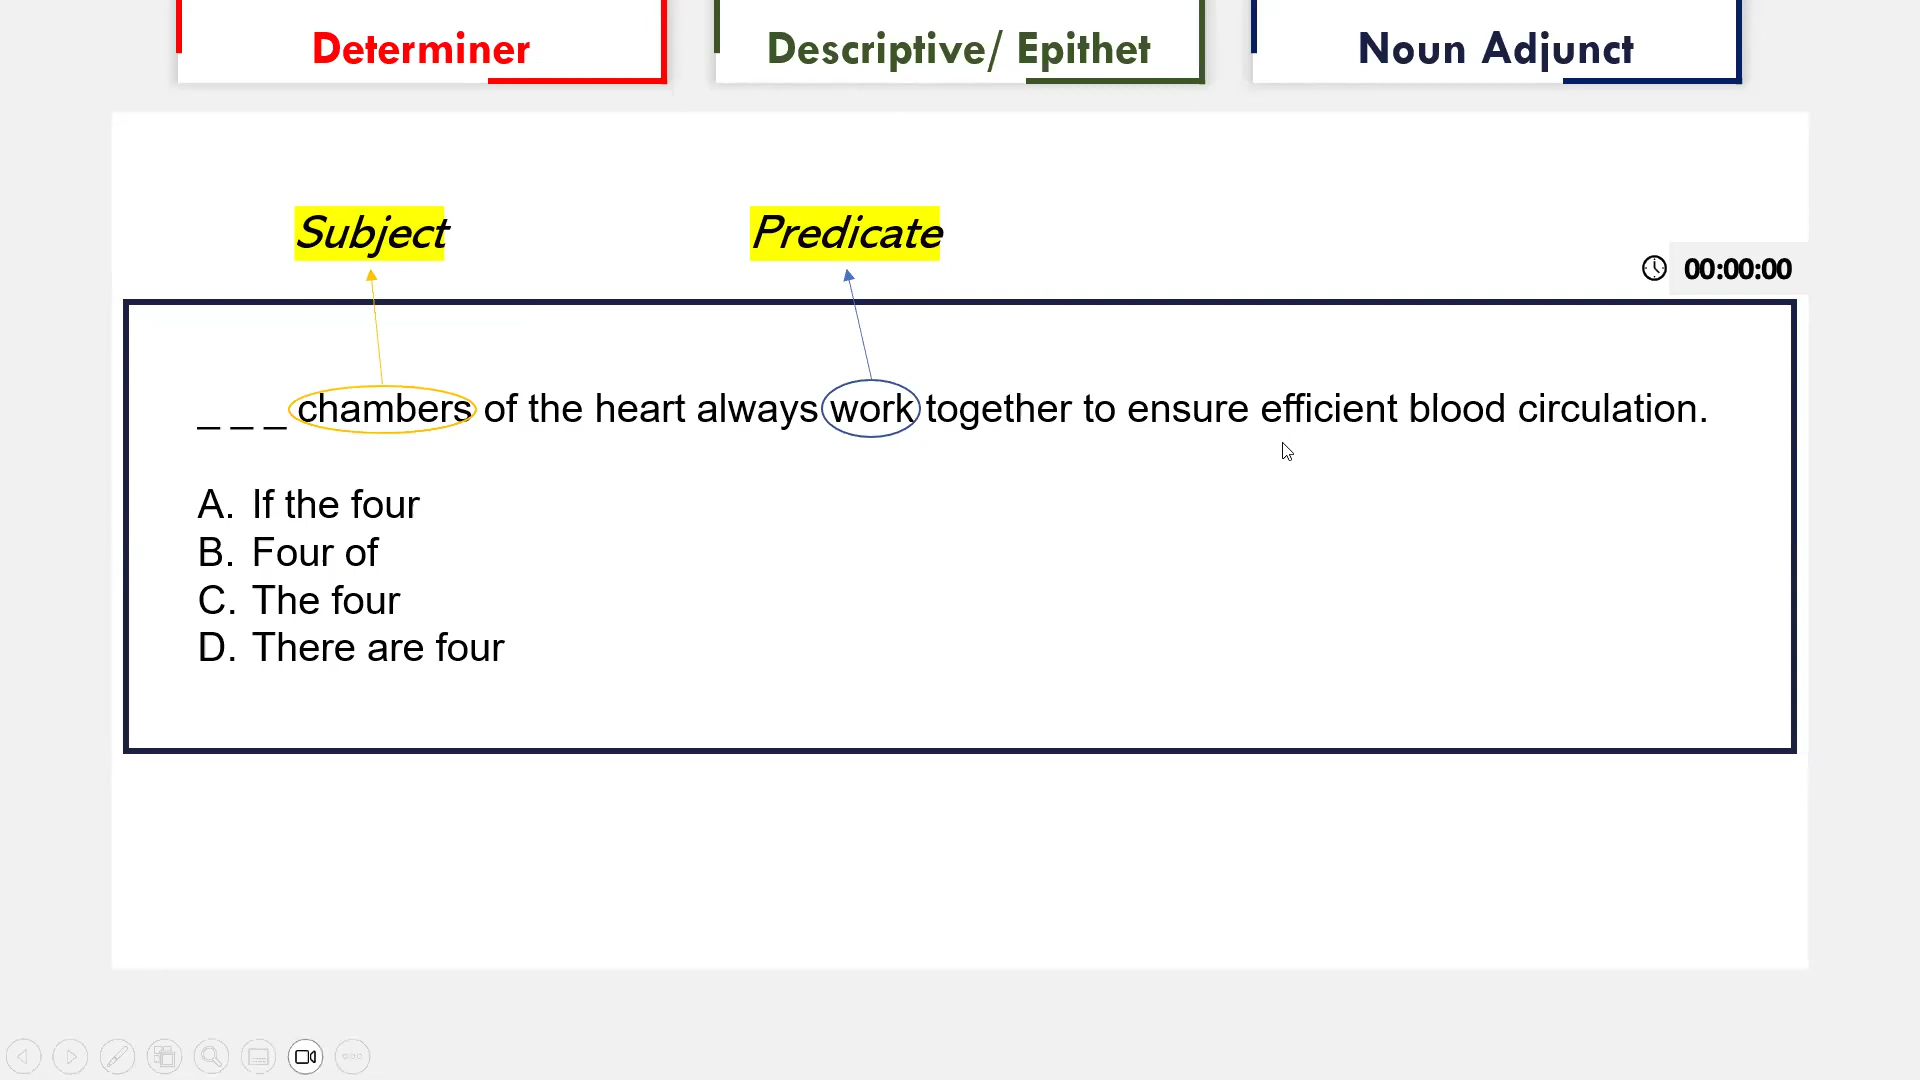 Determiner
Descriptive/ Epithet
Noun Adjunct
Subject
Predicate
00:00:00
_ _ _ chambers of the heart always work together to ensure efficient blood circulation.
A. If the four
B. Four of
C. The four
D. There are four